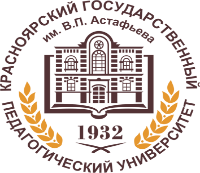 КРАСНОЯРСКИЙ ГОСУДАРСТВЕННЫЙ
им. В.П. Астафьева
1932
ПЕДАГОГИЧЕСКИЙ УНИВЕРСИТЕТ